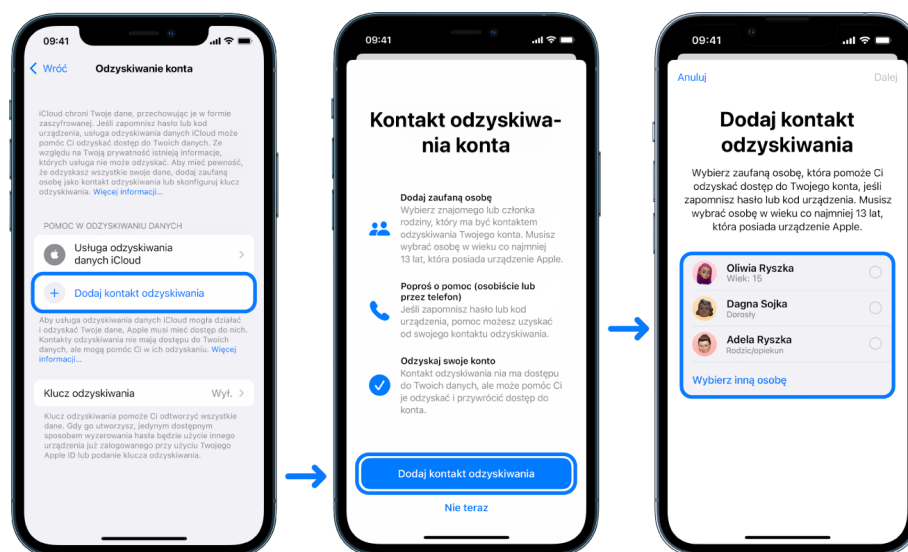 09:41
Wróć
Odzyskiwanie konta
iCloud chroni Twoje dane, przechowując je w formie
zaszyfrowanej. Jeśli zapomnisz hasło lub kod
urządzenia, usługa odzyskiwania danych iCloud może
pomóc Ci odzyskać dostęp do Twoich danych. Ze
względu na Twoją prywatność istnieją informacje,
których usługa nie może odzyskać. Aby mieć pewność,
że odzyskasz wszystkie swoje dane, dodaj zaufaną
osobę jako kontakt odzyskiwania lub skonfiguruj klucz
odzyskiwania. Więcej informacji...
POMOC W ODZYSKIWANIU DANYCH
Usługa odzyskiwania
danych iCloud
Dodaj kontakt odzyskiwania
Aby usługa odzyskiwania danych iCloud mogła działać
i odzyskać Twoje dane, Apple musi mieć dostęp do nich.
Kontakty odzyskiwania nie mają dostępu do Twoich
danych, ale mogą pomóc Ci w ich odzyskaniu. Więcej
informacji...
Klucz odzyskiwania Wył.
Klucz odzyskiwania pomoże Ci odtworzyć wszystkie
dane. Gdy go utworzysz, jedynym dostępnym
sposobem wyzerowania hasła będzie użycie innego
urządzenia już zalogowanego przy użyciu Twojego
Apple ID lub podanie klucza odzyskiwania.
09:41
Kontakt odzyskiwa-
nia konta
Dodaj zaufaną osobę
Wybierz znajomego lub członka
rodziny, który ma być kontaktem
odzyskiwania Twojego konta. Musisz
wybrać osobę w wieku co najmniej
13 lat, która posiada urządzenie Apple.
Poproś o pomoc (osobiście lub
przez telefon)
Jeśli zapomnisz hasło lub kod
urządzenia, pomoc możesz uzyskać
od swojego kontaktu odzyskiwania.
Odzyskaj swoje konto
Kontakt odzyskiwania nia ma dostępu
do Twoich danych, ale może pomóc Ci
je odzyskać i przywrócić dostęp do
konta.
Dodaj kontakt odzyskiwania
Nie teraz
09:41
Anuluj
Dalej
Dodaj kontakt
odzyskiwania
Wybierz zaufaną osobę, która pomoże Ci
odzyskać dostęp do Twojego konta, jeśli
zapomnisz hasło lub kod urządzenia. Musisz
wybrać osobę w wieku co najmniej 13 lat,
która posiada urządzenie Apple.
Oliwia Ryszka
Wiek: 15
Dagna Sojka
Dorosły
Adela Ryszka
Rodzic/opiekun
Wybierz inną osobę